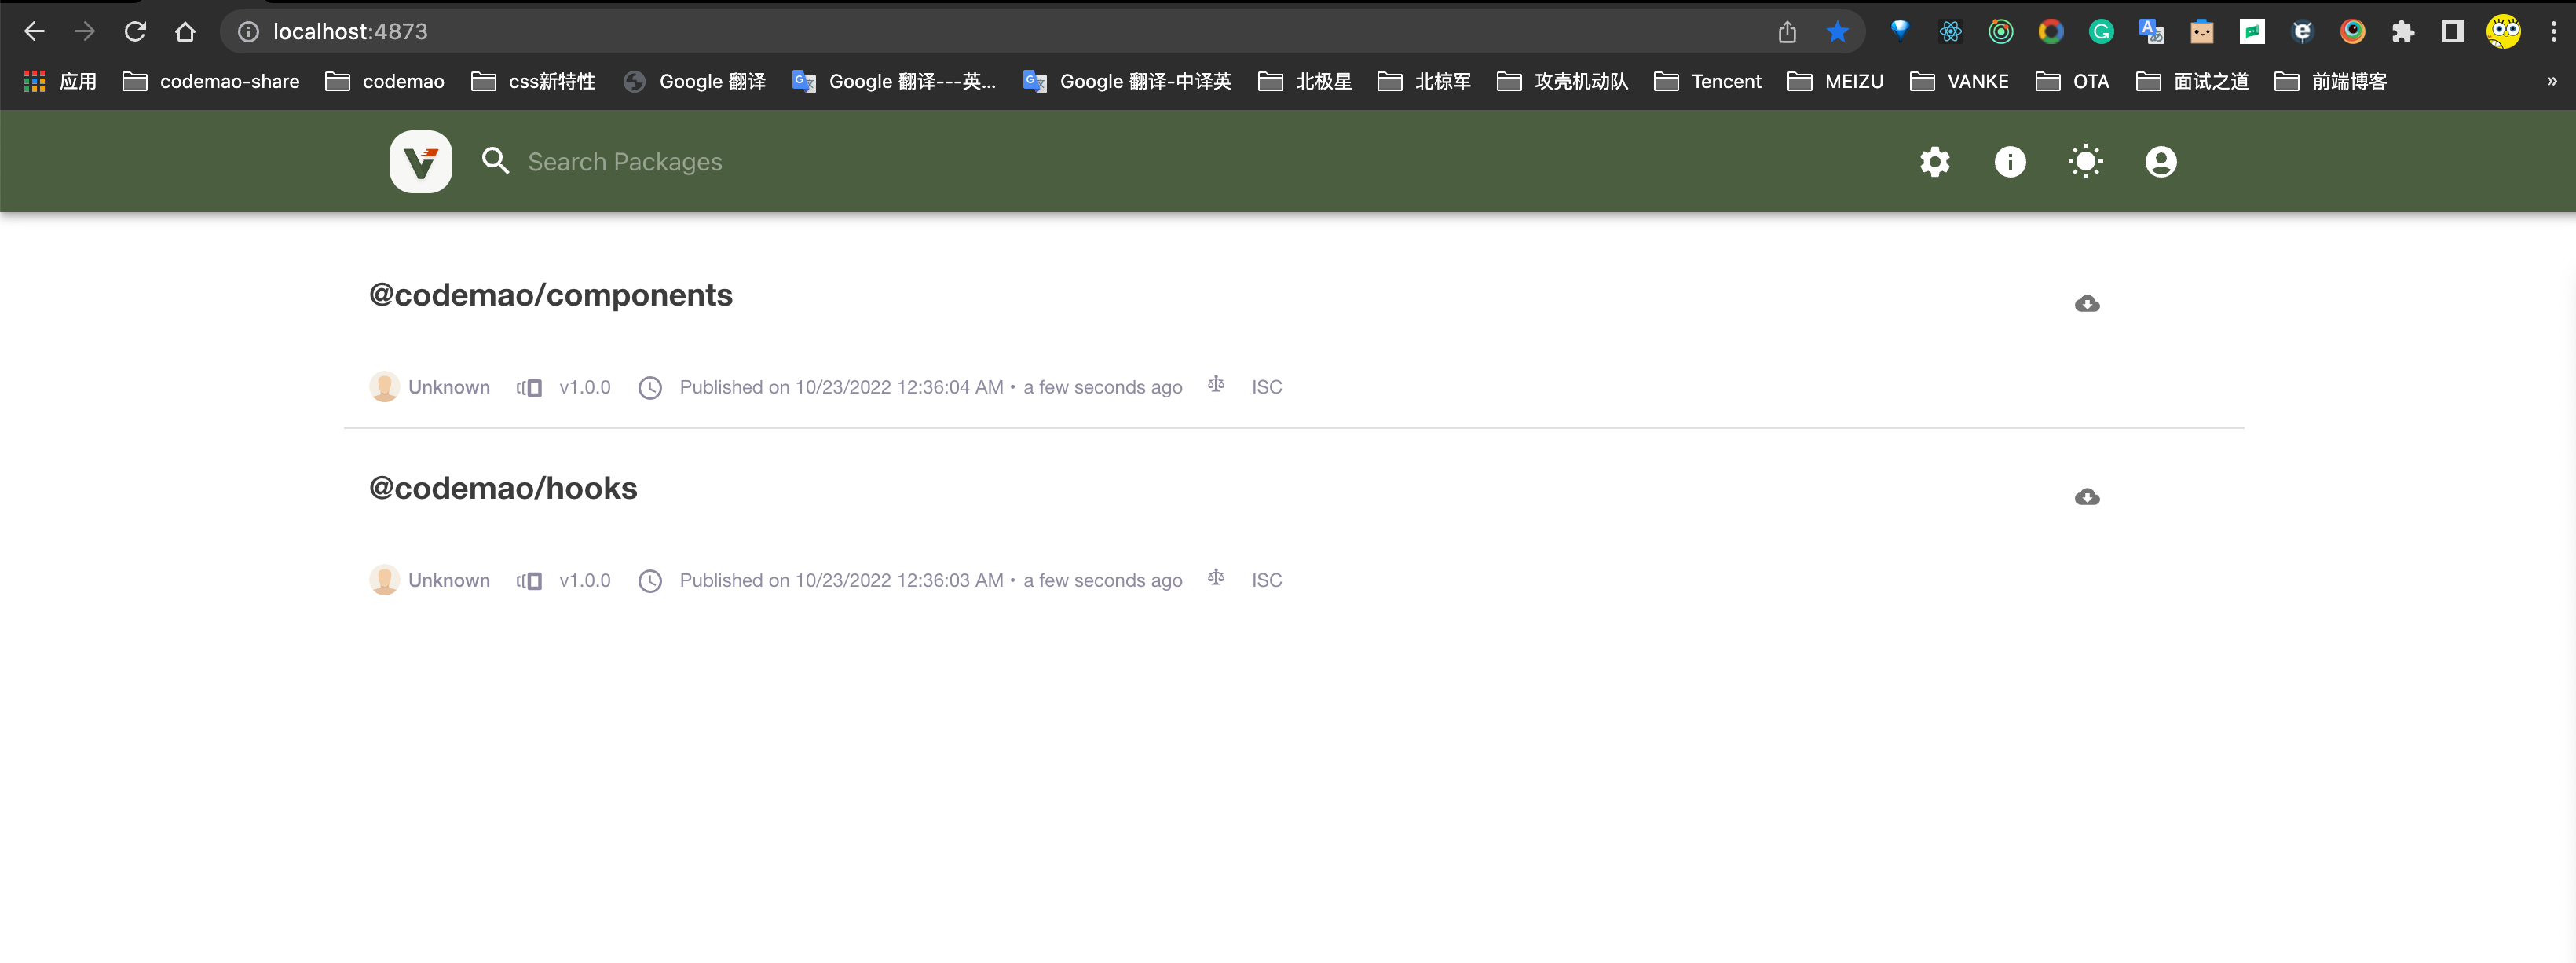 localhost:4873
应用 codemao-share codemao css新特性 Google 翻译 Google 翻译---英... Google 翻译-中译英 北极星 北椋军 攻壳机动队 Tencent MEIZU VANKE OTA 面试之道 前端博客 »
Search Packages
@codemao/components
Unknown v1.0.0 Published on 10/23/2022 12:36:04 AM • a few seconds ago ISC
@codemao/hooks
Unknown v1.0.0 Published on 10/23/2022 12:36:03 AM • a few seconds ago ISC